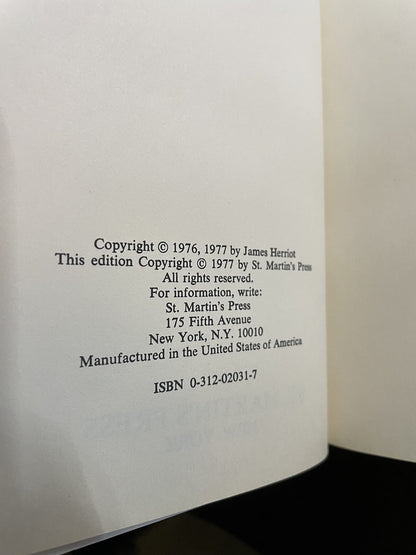 Copyright © 1976, 1977 by James Herriot
This edition Copyright © 1977 by St. Martin's Press
All rights reserved.
For information, write:
St. Martin's Press
175 Fifth Avenue
New York, N.Y. 10010
Manufactured in the United States of America
ISBN 0-312-02031-7